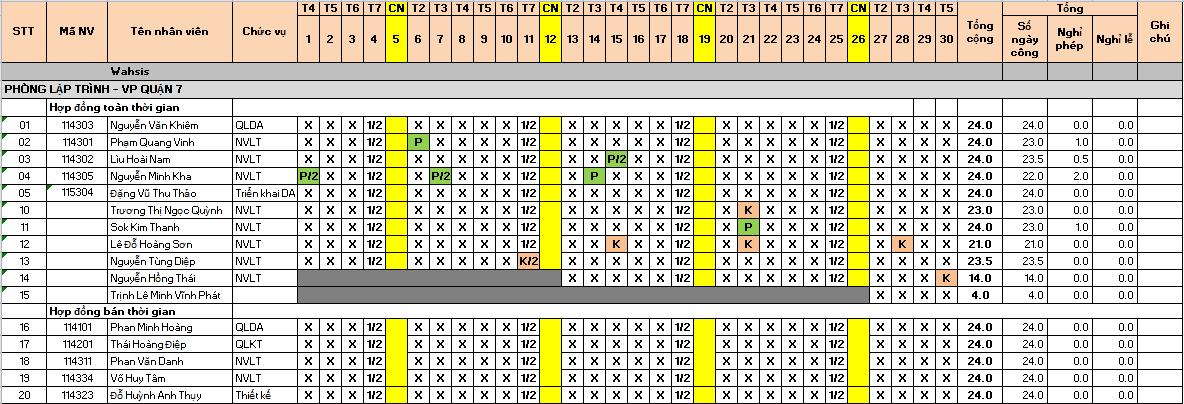 T4 T5 T6 T7 CN T2 T3 T4 T5 T6 T7 CN T2 T3 T4 T5 T6 T7 CN T2 T3 T4 T5 T6 T7 CN T2 T3 T4 T5 Tổng cộng Tổng Ghi chú
STT Mã NV Tên nhân viên Chức vụ 1 2 3 4 5 6 7 8 9 10 11 12 13 14 15 16 17 18 19 20 21 22 23 24 25 26 27 28 29 30 Số ngày công Nghỉ phép Nghỉ lễ
Wahsis
PHÒNG LẬP TRÌNH - VP QUẬN 7
Hợp đồng toàn thời gian
01 114303 Nguyễn Văn Khiêm QLDA X X X 1/2 X X X X X 1/2 X X X X X 1/2 X X X X X 1/2 X X X X 24.0 24.0 0.0 0.0
02 114301 Phạm Quang Vinh NVLT X X X 1/2 P X X X X 1/2 X X X X X 1/2 X X X X X 1/2 X X X X 24.0 23.0 1.0 0.0
03 114302 Lìu Hoài Nam NVLT X X X 1/2 X X X X X 1/2 X X P/2 X X 1/2 X X X X X 1/2 X X X X 24.0 23.5 0.5 0.0
04 114305 Nguyễn Minh Kha NVLT P/2 X X 1/2 X P/2 X X X 1/2 X P X X X 1/2 X X X X X 1/2 X X X X 24.0 22.0 2.0 0.0
05 115304 Đặng Vũ Thu Thảo Triển khai DA X X X 1/2 X X X X X 1/2 X X X X X 1/2 X X X X X 1/2 X X X X 24.0 24.0 0.0 0.0
10 Trương Thị Ngọc Quỳnh NVLT X X X 1/2 X X X X X 1/2 X X X X X 1/2 X K X X X 1/2 X X X X 23.0 23.0 0.0 0.0
11 Sok Kim Thanh NVLT X X X 1/2 X X X X X 1/2 X X X X X 1/2 X P X X X 1/2 X X X X 24.0 23.0 1.0 0.0
12 Lê Đỗ Hoàng Sơn NVLT X X X 1/2 X X X X X 1/2 X X K X X 1/2 X K X X X 1/2 X K X X 21.0 21.0 0.0 0.0
13 Nguyễn Tùng Diệp NVLT X X X 1/2 X X X X X K/2 X X X X X 1/2 X X X X X 1/2 X X X X 23.5 23.5 0.0 0.0
14 Nguyễn Hồng Thái NVLT X X X X X 1/2 X X X X X 1/2 X X X K 14.0 14.0 0.0 0.0
15 Trịnh Lê Minh Vĩnh Phát X X X X 4.0 4.0 0.0 0.0
Hợp đồng bán thời gian
16 114101 Phan Minh Hoàng QLDA X X X 1/2 X X X X X 1/2 X X X X X 1/2 X X X X X 1/2 X X X X 24.0 24.0 0.0 0.0
17 114201 Thái Hoàng Điệp QLKT X X X 1/2 X X X X X 1/2 X X X X X 1/2 X X X X X 1/2 X X X X 24.0 24.0 0.0 0.0
18 114311 Phan Văn Danh NVLT X X X 1/2 X X X X X 1/2 X X X X X 1/2 X X X X X 1/2 X X X X 24.0 24.0 0.0 0.0
19 114334 Võ Huy Tâm NVLT X X X 1/2 X X X X X 1/2 X X X X X 1/2 X X X X X 1/2 X X X X 24.0 24.0 0.0 0.0
20 114323 Đỗ Huỳnh Anh Thụy Thiết kế X X X 1/2 X X X X X 1/2 X X X X X 1/2 X X X X X 1/2 X X X X 24.0 24.0 0.0 0.0